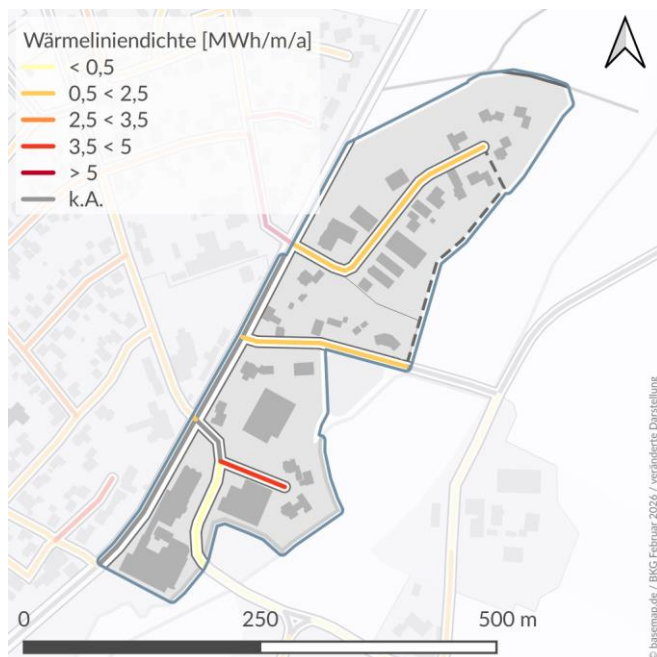 Wärmeliniendichte [MWh/m/a]
< 0,5
0,5 < 2,5
2,5 < 3,5
3,5 < 5
> 5
k.A.
0 250 500 m
© basemap.de / BKG Februar 2026 / veränderte Darstellung